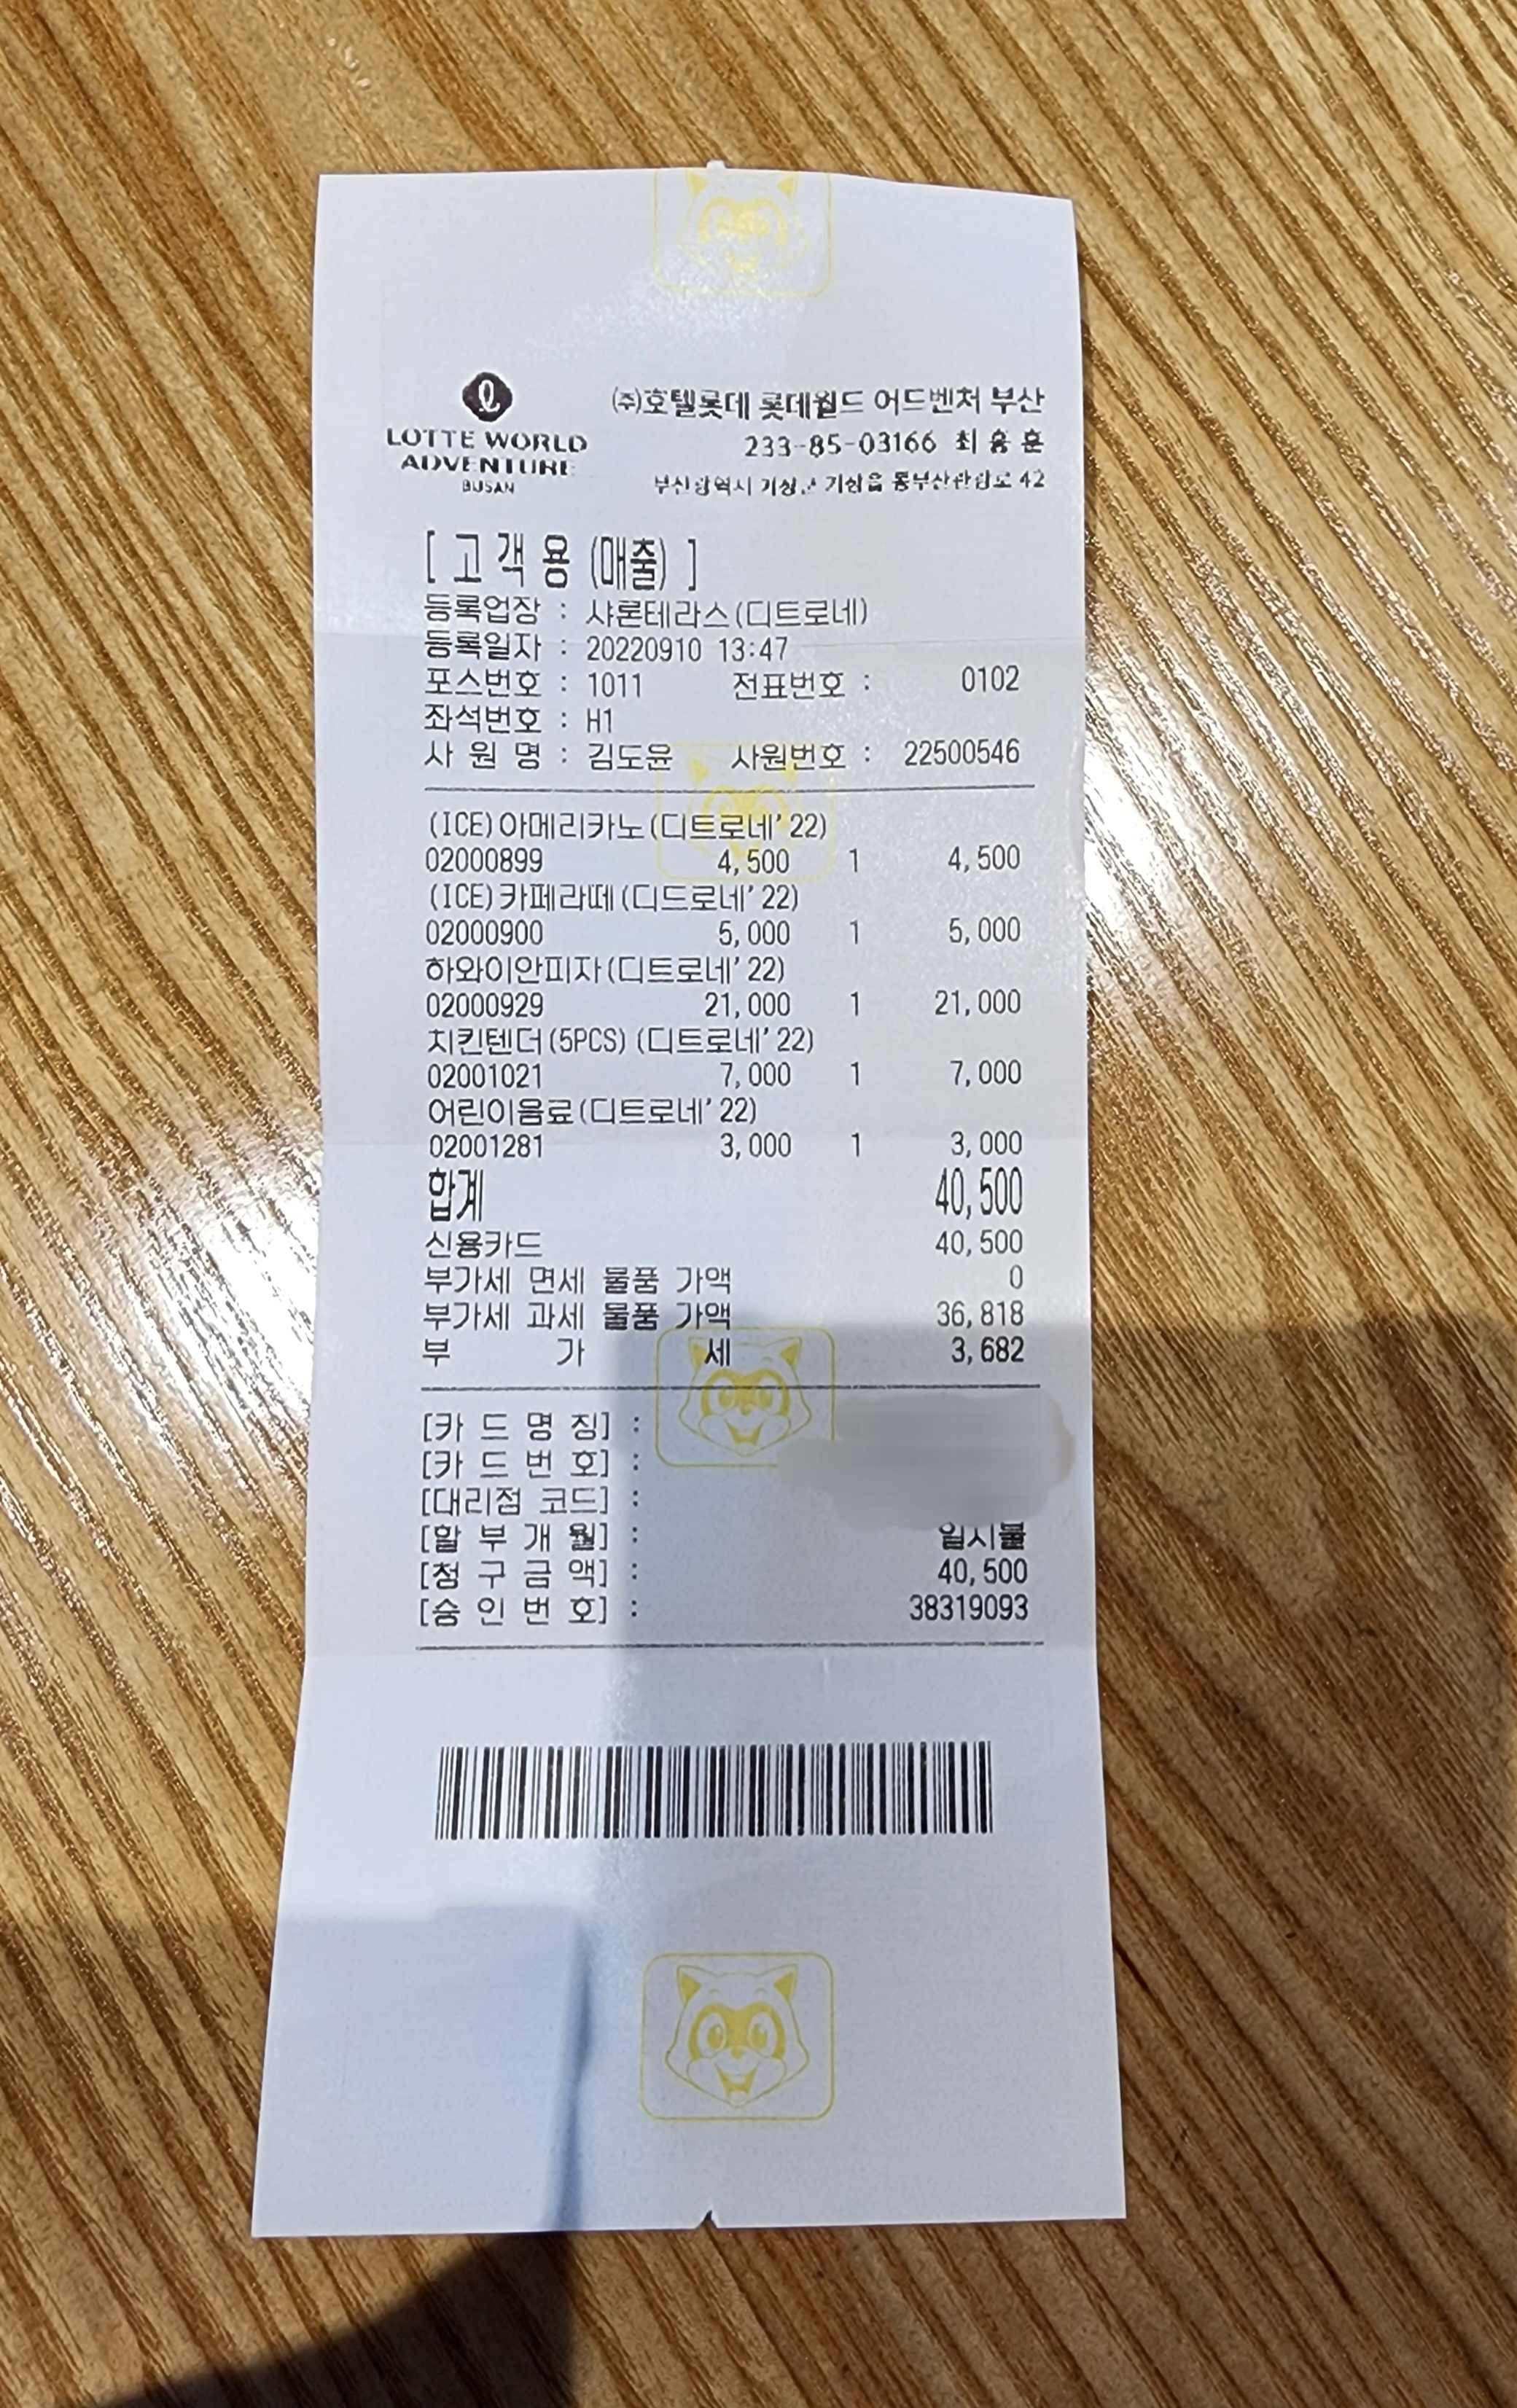 LOTTE WORLD
ADVENTURE
BUSAN
(주)호텔롯데 롯데월드 어드벤처 부산
233-85-03166 최홍훈
부산광역시 기장군 기장읍 동부산관광로 42
[ 고 객 용 (매출) ]
등록업장 : 샤론테라스(디트로네)
등록일자 : 20220910 13:47
포스번호 : 1011 전표번호 : 0102
좌석번호 : H1
사 원 명 : 김도윤 사원번호 : 22500546
(ICE)아메리카노(디트로네'22)
02000899 4,500 1 4,500
(ICE)카페라떼(디드로네'22)
02000900 5,000 1 5,000
하와이안피자(디트로네'22)
02000929 21,000 1 21,000
치킨텐더(5PCS)(디트로네'22)
02001021 7,000 1 7,000
어린이음료(디트로네'22)
02001281 3,000 1 3,000
합계 40,500
신용카드 40,500
부가세 면세 물품 가액 0
부가세 과세 물품 가액 36,818
부 가 세 3,682
[카 드 명 칭] :
[카 드 번 호] :
[대리점 코드] :
[할 부 개 월] : 일시불
[청 구 금 액] : 40,500
[승 인 번 호] : 38319093